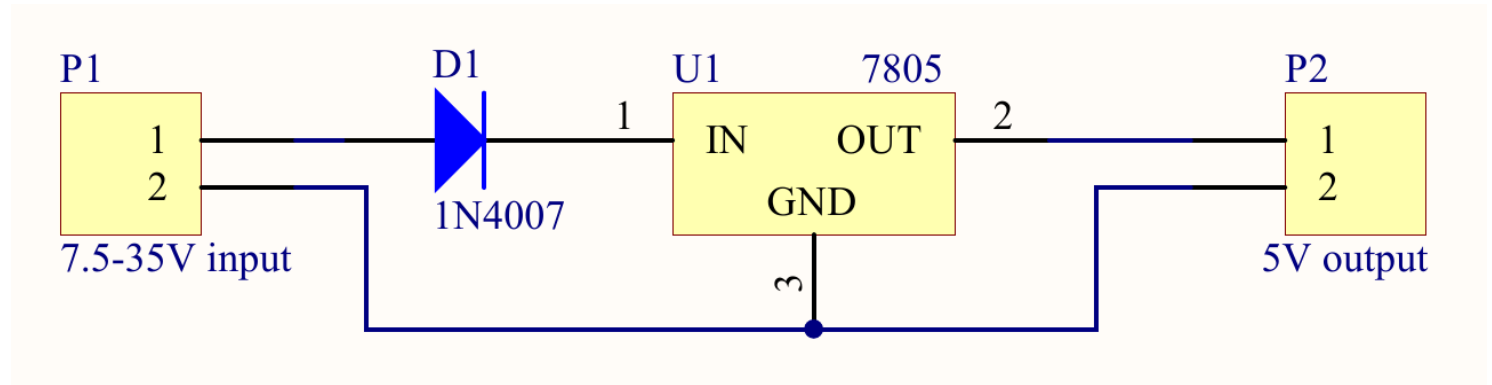 P1
D1
U1 7805
P2
1
2
1
IN OUT
GND
2
3
1
2
1N4007
7.5-35V input
5V output